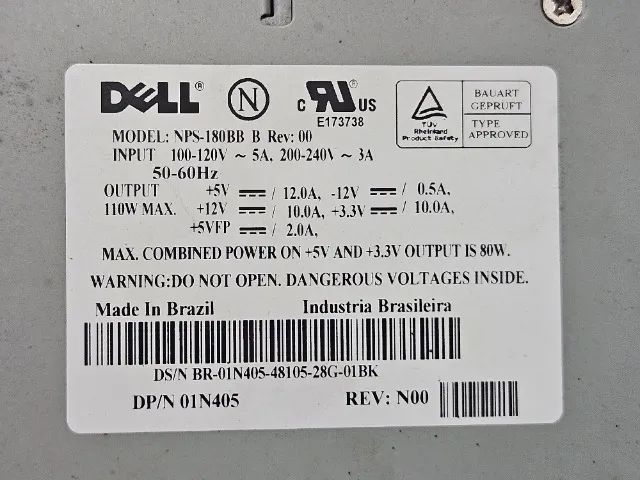 DELL® N c RU US
E173738
TÜV
Rheinland
Product Safety
BAUART
GEPRÜFT
TYPE
APPROVED
MODEL: NPS-180BB B Rev: 00
INPUT 100-120V ~ 5A, 200-240V ~ 3A
50-60Hz
OUTPUT +5V ⎓ / 12.0A, -12V ⎓ / 0.5A
110W MAX. +12V ⎓ / 10.0A, +3.3V ⎓ / 10.0A,
+5VFP ⎓ / 2.0A,
MAX. COMBINED POWER ON +5V AND +3.3V OUTPUT IS 80W.
WARNING:DO NOT OPEN. DANGEROUS VOLTAGES INSIDE.
Made In Brazil Industria Brasileira
DS/N BR-01N405-48105-28G-01BK
DP/N 01N405 REV: N00